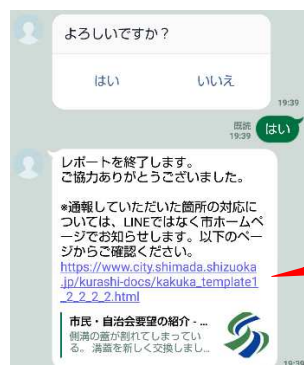 よろしいですか？
はい いいえ
19:39
既読
19:39
はい
レポートを終了します。
ご協力ありがとうございました。
※通報していただいた箇所の対応に
ついては、LINEではなく市ホームペ
ージでお知らせします。以下のペー
ジからご確認ください。
https://www.city.shimada.shizuoka
.jp/kurashi-docs/kakuka_template1
_2_2_2_2.html
市民・自治会要望の紹介 - ...
側溝の蓋が割れてしまってい
る。 溝蓋を新しく交換しまし...
19:39